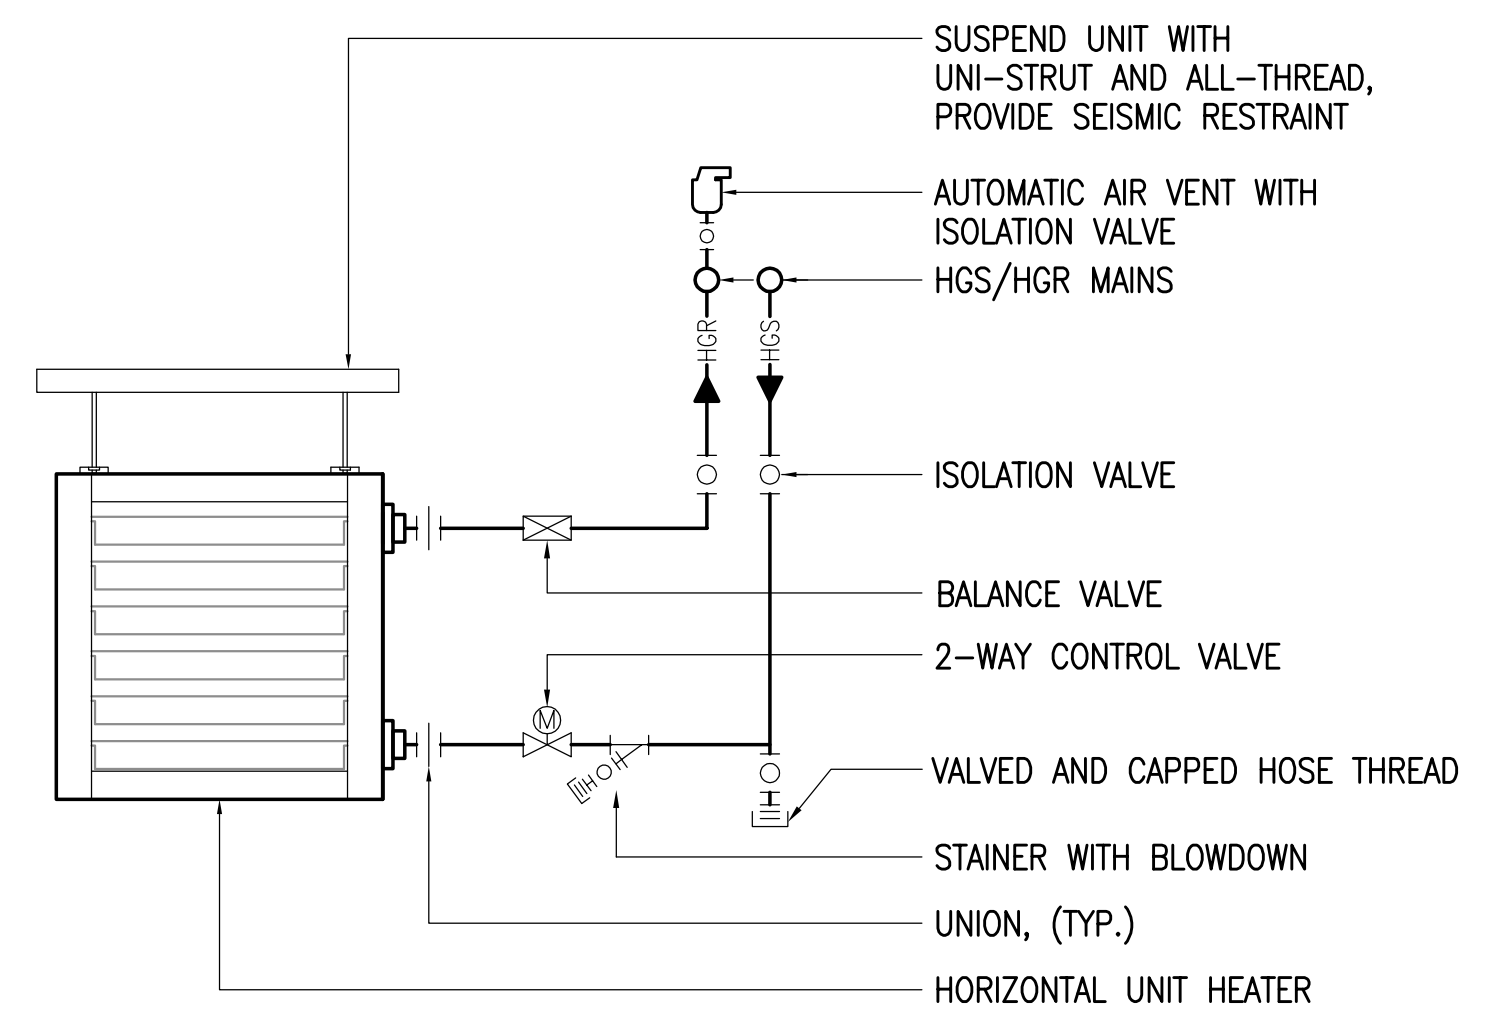 SUSPEND UNIT WITH
UNI-STRUT AND ALL-THREAD,
PROVIDE SEISMIC RESTRAINT
AUTOMATIC AIR VENT WITH
ISOLATION VALVE
HGS/HGR MAINS
HGR
HGS
ISOLATION VALVE
BALANCE VALVE
2-WAY CONTROL VALVE
M
VALVED AND CAPPED HOSE THREAD
STAINER WITH BLOWDOWN
UNION, (TYP.)
HORIZONTAL UNIT HEATER